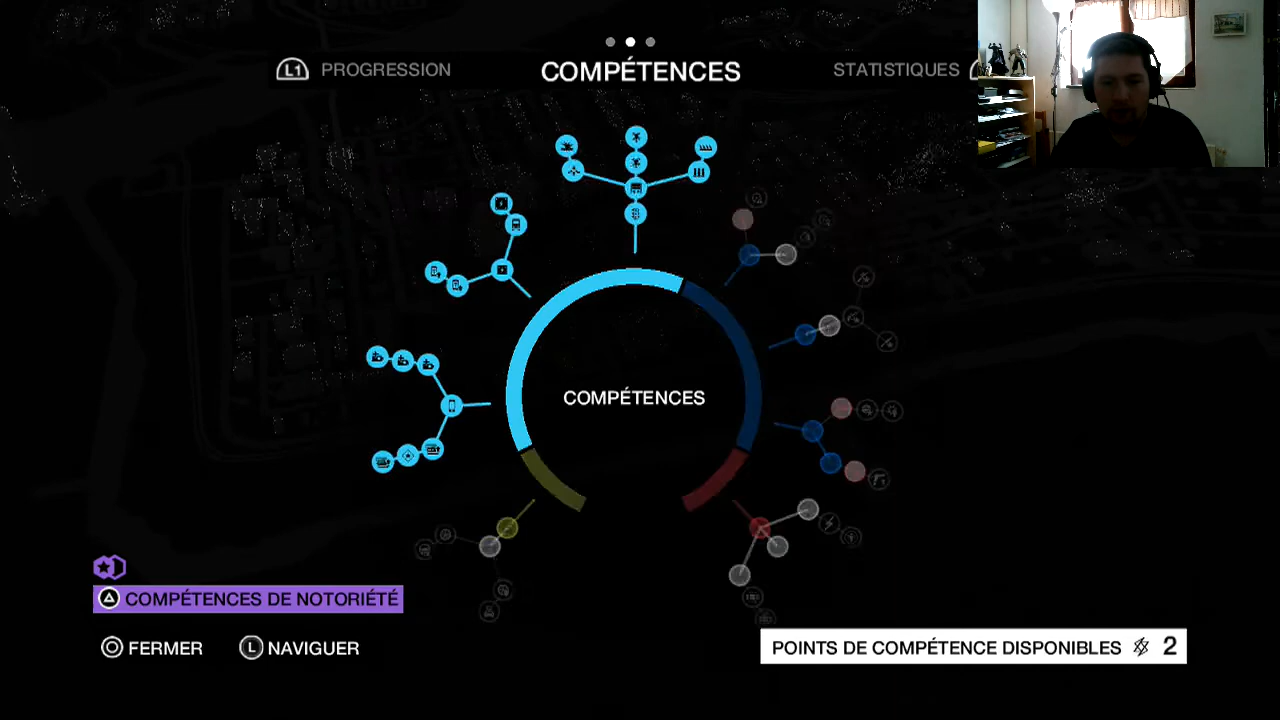 L1 PROGRESSION
COMPÉTENCES
STATISTIQUES
COMPÉTENCES
COMPÉTENCES DE NOTORIÉTÉ
FERMER
L NAVIGUER
POINTS DE COMPÉTENCE DISPONIBLES 2